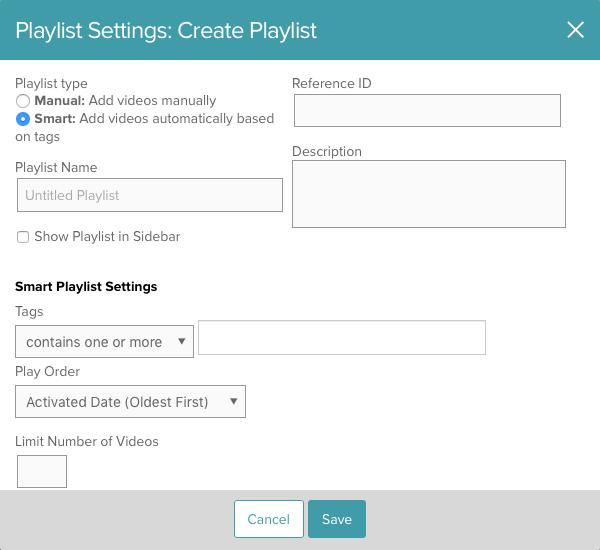 Playlist Settings: Create Playlist
Playlist type
Manual: Add videos manually
Smart: Add videos automatically based
on tags
Playlist Name
Untitled Playlist
Show Playlist in Sidebar
Reference ID
Description
Smart Playlist Settings
Tags
contains one or more
Play Order
Activated Date (Oldest First)
Limit Number of Videos
Cancel
Save